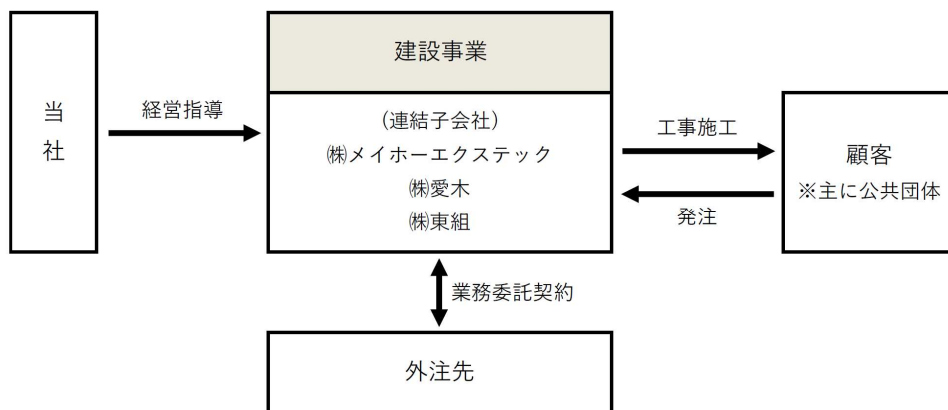 当
社
経営指導
建設事業
(連結子会社)
㈱メイホーエクステック
㈱愛木
㈱東組
工事施工
発注
顧客
※主に公共団体
業務委託契約
外注先